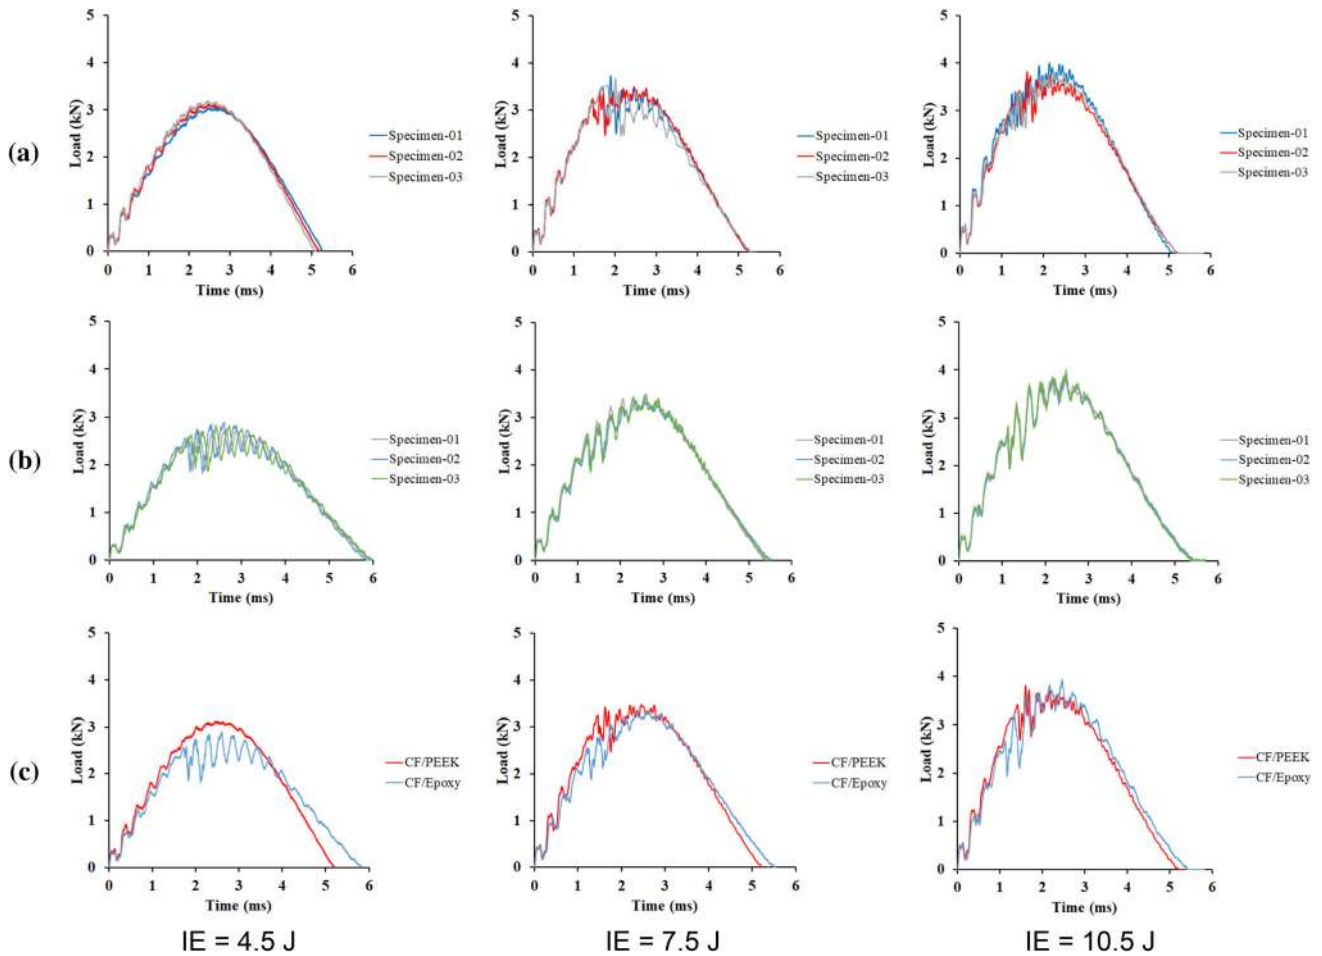 (a)
Load (kN)
5
4
3
2
1
0
0 1 2 3 4 5 6
Time (ms)
Specimen-01
Specimen-02
Specimen-03
Load (kN)
5
4
3
2
1
0
0 1 2 3 4 5 6
Time (ms)
Specimen-01
Specimen-02
Specimen-03
Load (kN)
5
4
3
2
1
0
0 1 2 3 4 5 6
Time (ms)
Specimen-01
Specimen-02
Specimen-03
(b)
Load (kN)
5
4
3
2
1
0
0 1 2 3 4 5 6
Time (ms)
Specimen-01
Specimen-02
Specimen-03
Load (kN)
5
4
3
2
1
0
0 1 2 3 4 5 6
Time (ms)
Specimen-01
Specimen-02
Specimen-03
Load (kN)
5
4
3
2
1
0
0 1 2 3 4 5 6
Time (ms)
Specimen-01
Specimen-02
Specimen-03
(c)
Load (kN)
5
4
3
2
1
0
0 1 2 3 4 5 6
Time (ms)
CF/PEEK
CF/Epoxy
Load (kN)
5
4
3
2
1
0
0 1 2 3 4 5 6
Time (ms)
CF/PEEK
CF/Epoxy
Load (kN)
5
4
3
2
1
0
0 1 2 3 4 5 6
Time (ms)
CF/PEEK
CF/Epoxy
IE = 4.5 J
IE = 7.5 J
IE = 10.5 J